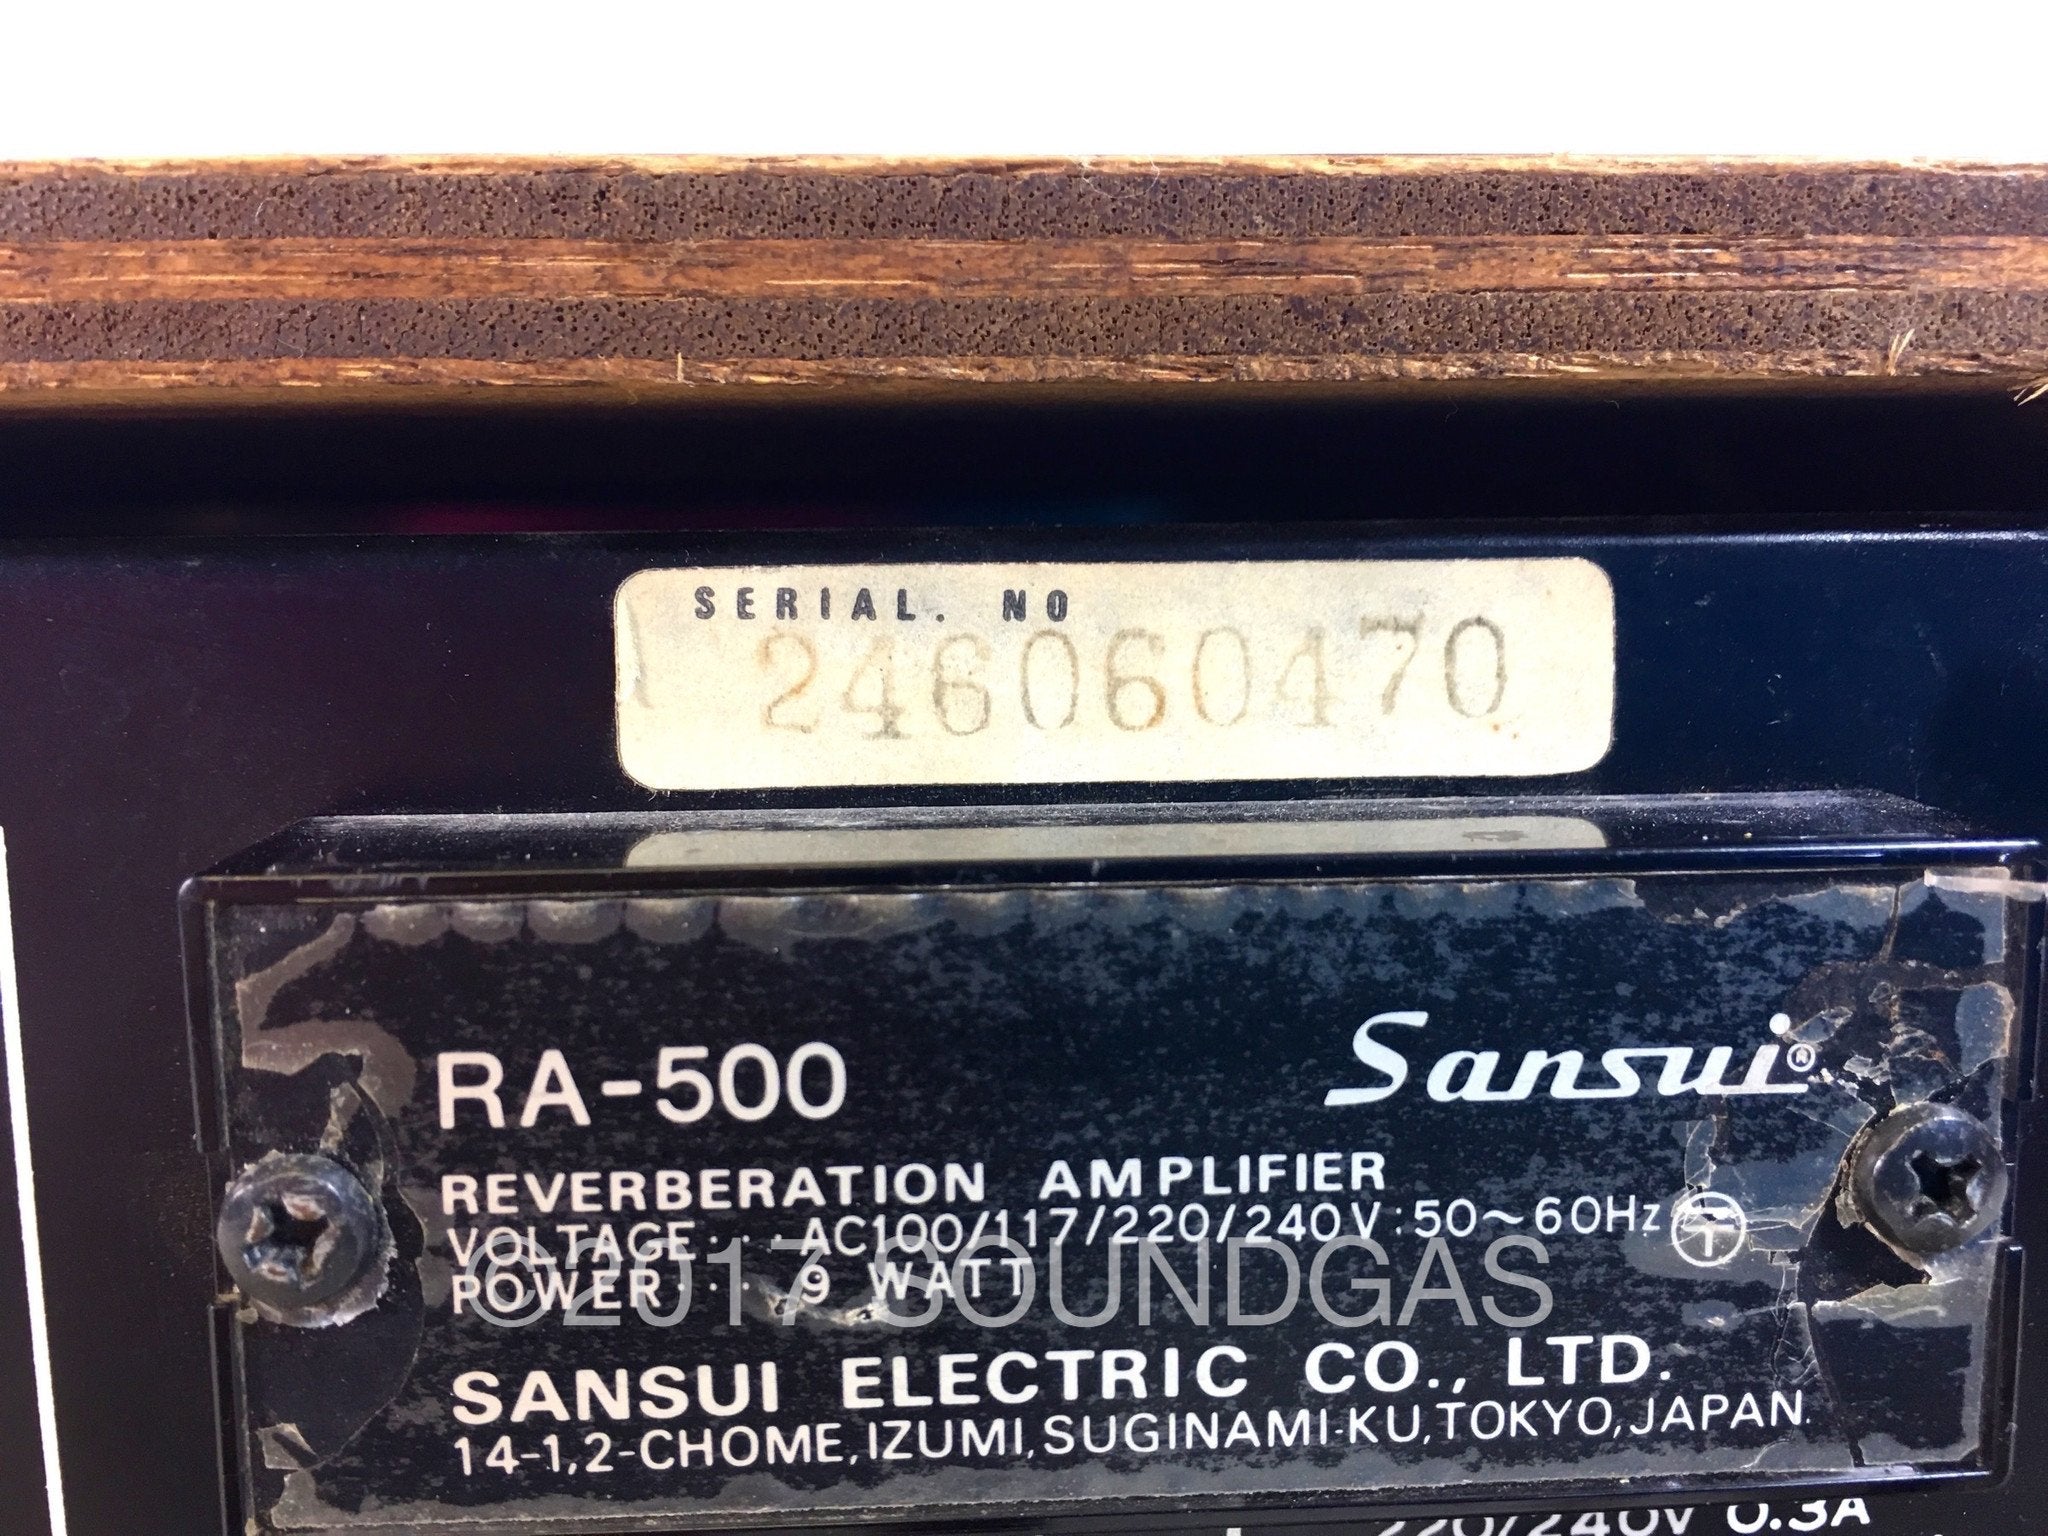 SERIAL. NO
246060470
RA-500 Sansui®
REVERBERATION AMPLIFIER
VOLTAGE···AC100/117/220/240V:50~60Hz
POWER··· 9 WATT
©2017 SOUNDGAS
SANSUI ELECTRIC CO., LTD.
14-1,2-CHOME,IZUMI,SUGINAMI-KU,TOKYO,JAPAN.
220/240V 0.3A